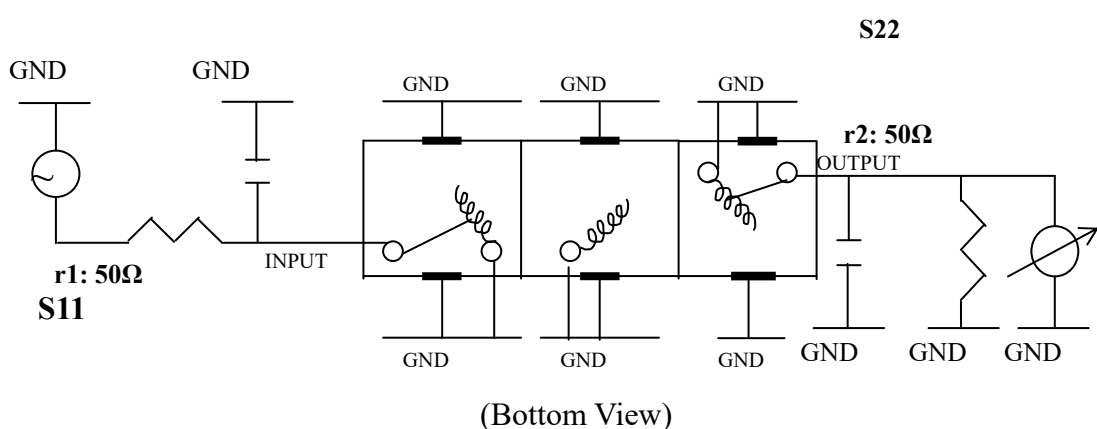 S22
GND
GND
GND
GND
GND
r2: 50Ω
OUTPUT
INPUT
r1: 50Ω
S11
GND
GND
GND
GND
GND
GND
(Bottom View)